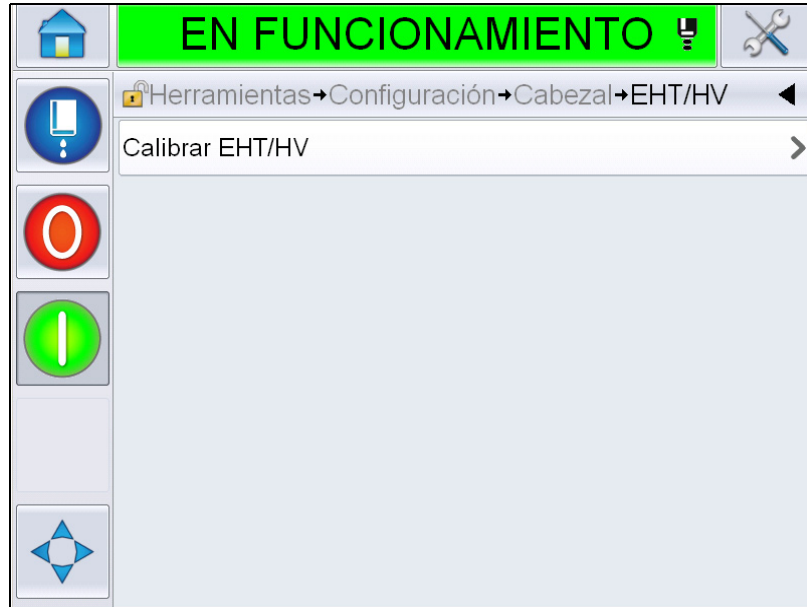 EN FUNCIONAMIENTO
Herramientas→Configuración→Cabezal→EHT/HV
Calibrar EHT/HV